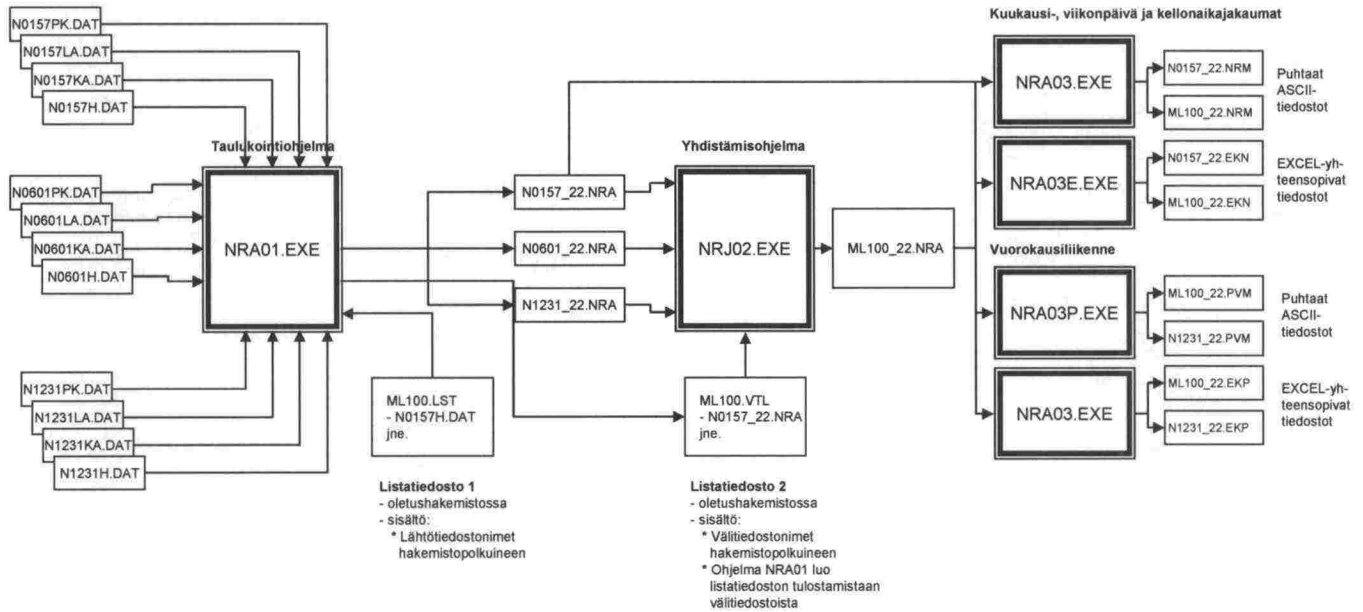 N0157PK.DAT
N0157LA.DAT
N0157KA.DAT
N0157H.DAT
N0601PK.DAT
N0601LA.DAT
N0601KA.DAT
N0601H.DAT
N1231PK.DAT
N1231LA.DAT
N1231KA.DAT
N1231H.DAT
Taulukointiohjelma
NRA01.EXE
ML100.LST
- N0157H.DAT
jne.
Listatiedosto 1
- oletushakemistossa
- sisältö:
* Lähtötiedostonimet
hakemistopolkuineen
N0157_22.NRA
N0601_22.NRA
N1231_22.NRA
Yhdistämisohjelma
NRJ02.EXE
ML100.VTL
- N0157_22.NRA
jne.
Listatiedosto 2
- oletushakemistossa
- sisältö:
* Välitiedostonimet
hakemistopolkuineen
* Ohjelma NRA01 luo
listatiedoston tulostamistaan
välitiedostoista
ML100_22.NRA
Kuukausi-, viikonpäivä ja kellonaikajakaumat
NRA03.EXE
N0157_22.NRM
ML100_22.NRM
Puhtaat
ASCII-
tiedostot
NRA03E.EXE
N0157_22.EKN
ML100_22.EKN
EXCEL-yh-
teensopivat
tiedostot
Vuorokausiliikenne
NRA03P.EXE
ML100_22.PVM
N1231_22.PVM
Puhtaat
ASCII-
tiedostot
NRA03.EXE
ML100_22.EKP
N1231_22.EKP
EXCEL-yh-
teensopivat
tiedostot